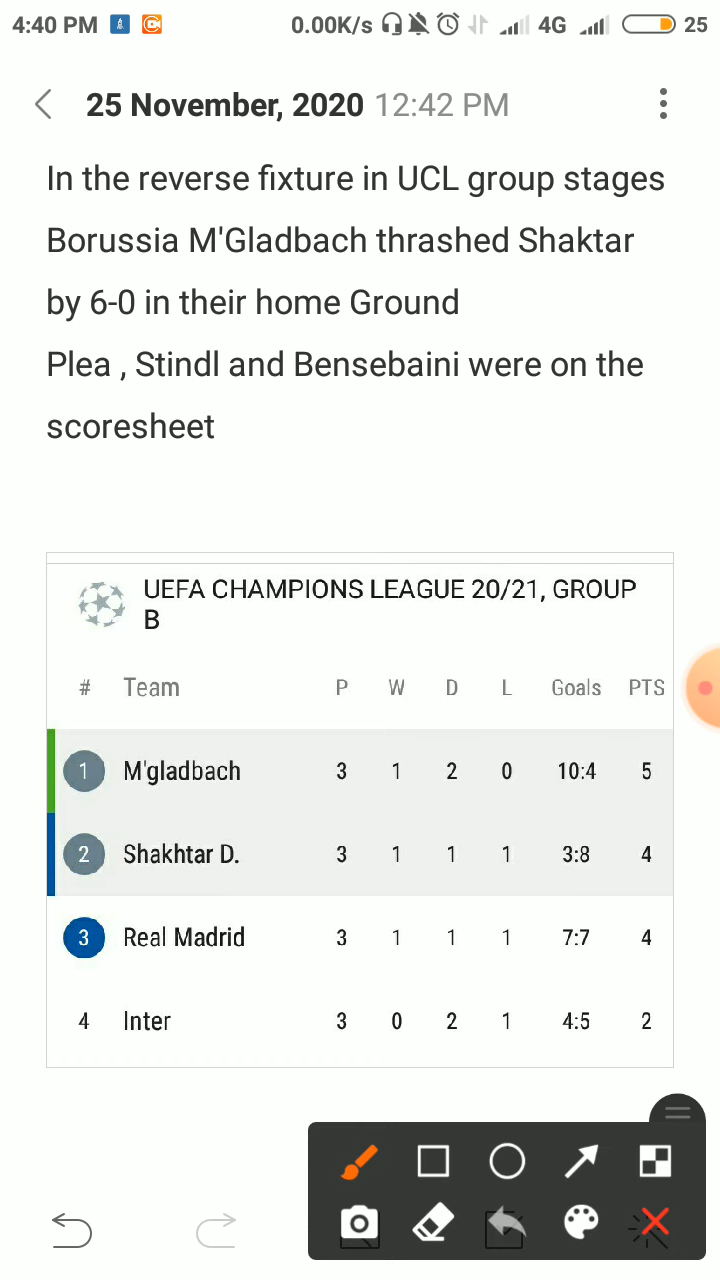 4:40 PM 0.00K/s 4G 25
25 November, 2020 12:42 PM
In the reverse fixture in UCL group stages
Borussia M'Gladbach thrashed Shaktar
by 6-0 in their home Ground
Plea , Stindl and Bensebaini were on the
scoresheet
UEFA CHAMPIONS LEAGUE 20/21, GROUP
B
# Team P W D L Goals PTS
1 M'gladbach 3 1 2 0 10:4 5
2 Shakhtar D. 3 1 1 1 3:8 4
3 Real Madrid 3 1 1 1 7:7 4
4 Inter 3 0 2 1 4:5 2